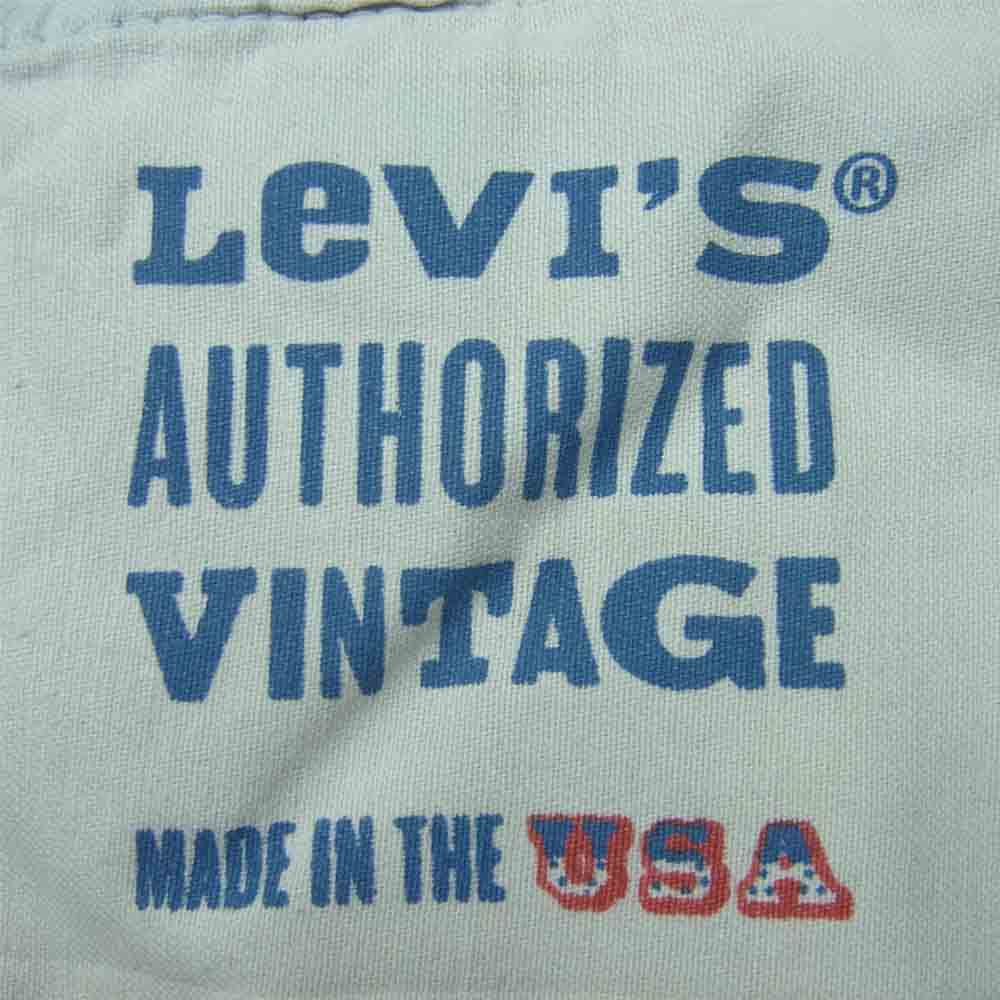 LeVI'S®
AUTHORIZED
VINTAGE
MADE IN THE USA